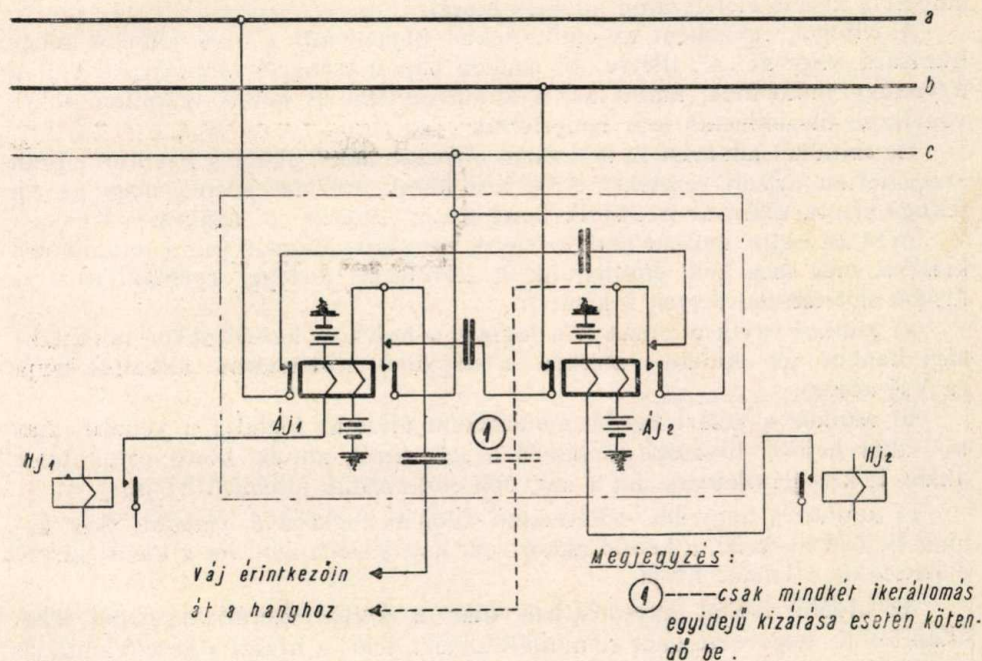 a
b
c
Áj1
Áj2
1
Hj1
Hj2
Váj érintkezőin
át a hanghoz
Megjegyzés :
1 ----csak mindkét ikerállomás
egyidejű kizárása esetén köten-
dő be .